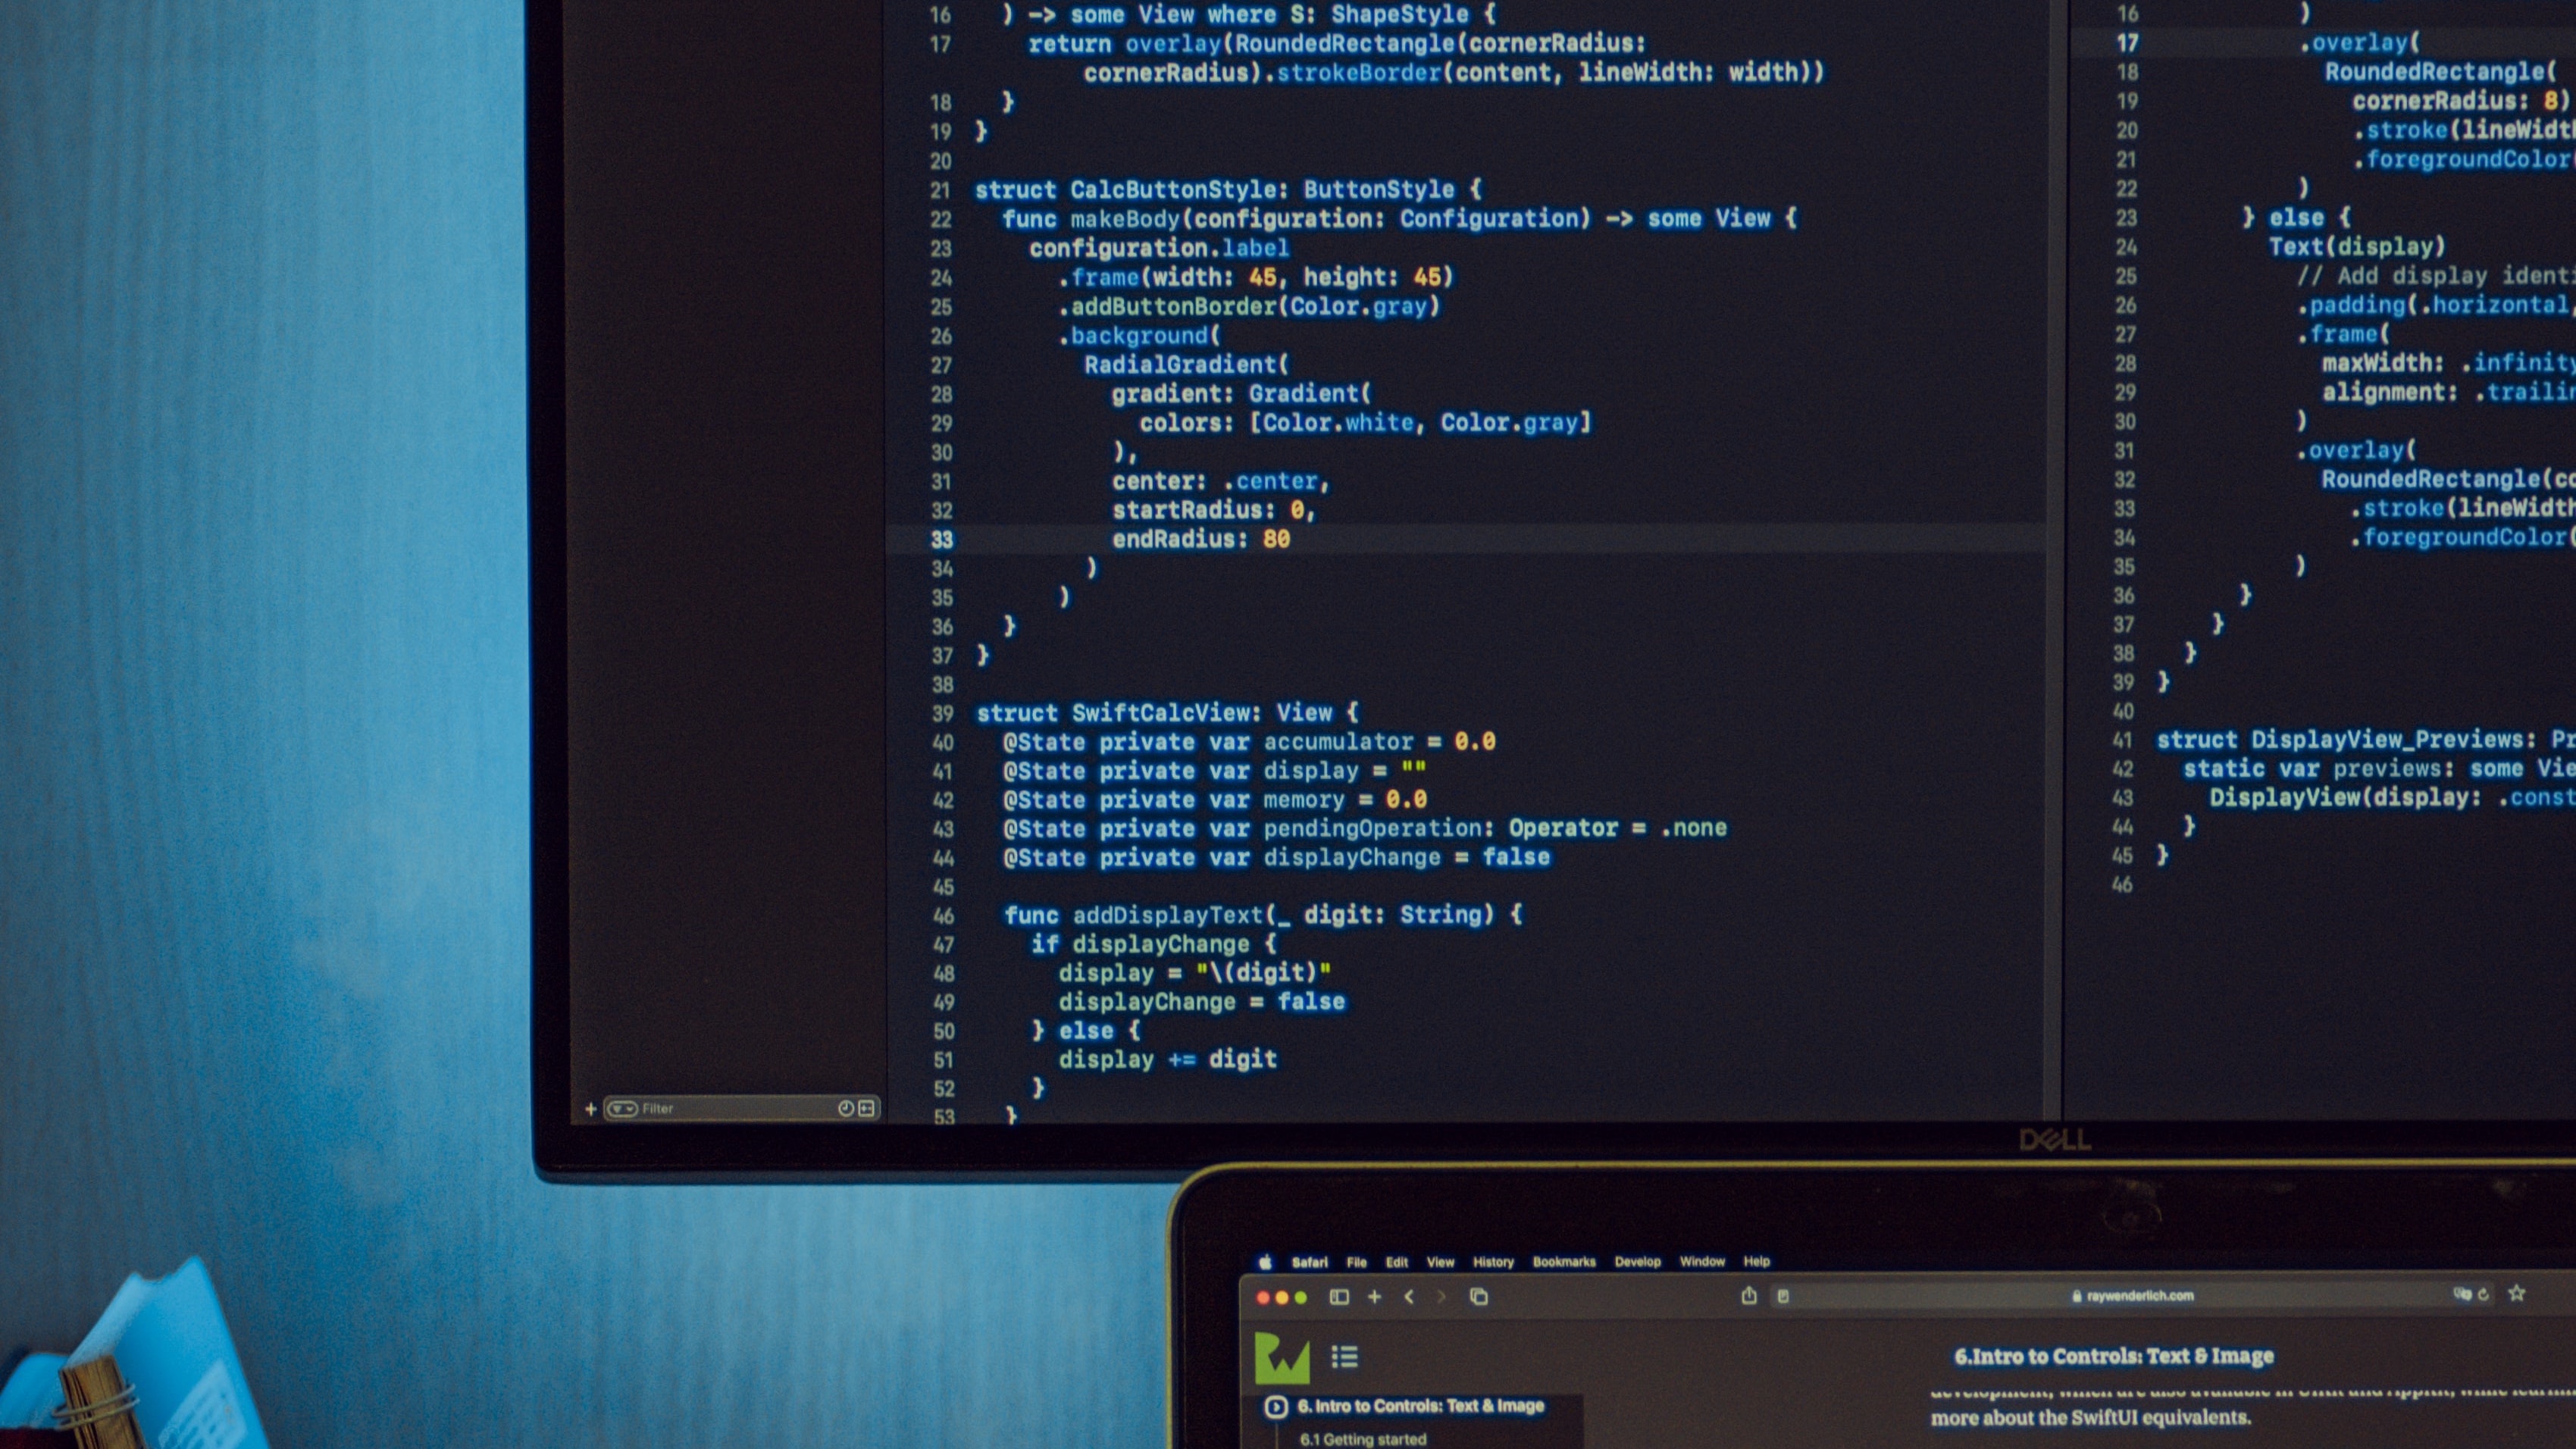 16 ) -> some View where S: ShapeStyle {
17 return overlay(RoundedRectangle(cornerRadius:
cornerRadius).strokeBorder(content, lineWidth: width))
18 }
19 }
20
21 struct CalcButtonStyle: ButtonStyle {
22 func makeBody(configuration: Configuration) -> some View {
23 configuration.label
24 .frame(width: 45, height: 45)
25 .addButtonBorder(Color.gray)
26 .background(
27 RadialGradient(
28 gradient: Gradient(
29 colors: [Color.white, Color.gray]
30 ),
31 center: .center,
32 startRadius: 0,
33 endRadius: 80
34 )
35 )
36 }
37 }
38
39 struct SwiftCalcView: View {
40 @State private var accumulator = 0.0
41 @State private var display = ""
42 @State private var memory = 0.0
43 @State private var pendingOperation: Operator = .none
44 @State private var displayChange = false
45
46 func addDisplayText(_ digit: String) {
47 if displayChange {
48 display = "\(digit)"
49 displayChange = false
50 } else {
51 display += digit
52 }
53 }
+ Filter
16 )
17 .overlay(
18 RoundedRectangle(
19 cornerRadius: 8)
20 .stroke(lineWidth
21 .foregroundColor(
22 )
23 } else {
24 Text(display)
25 // Add display identi
26 .padding(.horizontal,
27 .frame(
28 maxWidth: .infinity
29 alignment: .trailin
30 )
31 .overlay(
32 RoundedRectangle(co
33 .stroke(lineWidth
34 .foregroundColor(
35 )
36 }
37 }
38 }
39 }
40
41 struct DisplayView_Previews: Pr
42 static var previews: some Vie
43 DisplayView(display: .const
44 }
45 }
46
DELL
Safari File Edit View History Bookmarks Develop Window Help
raywenderlich.com
RW
6.Intro to Controls: Text & Image
6. Intro to Controls: Text & Image
6.1 Getting started
more about the SwiftUI equivalents.